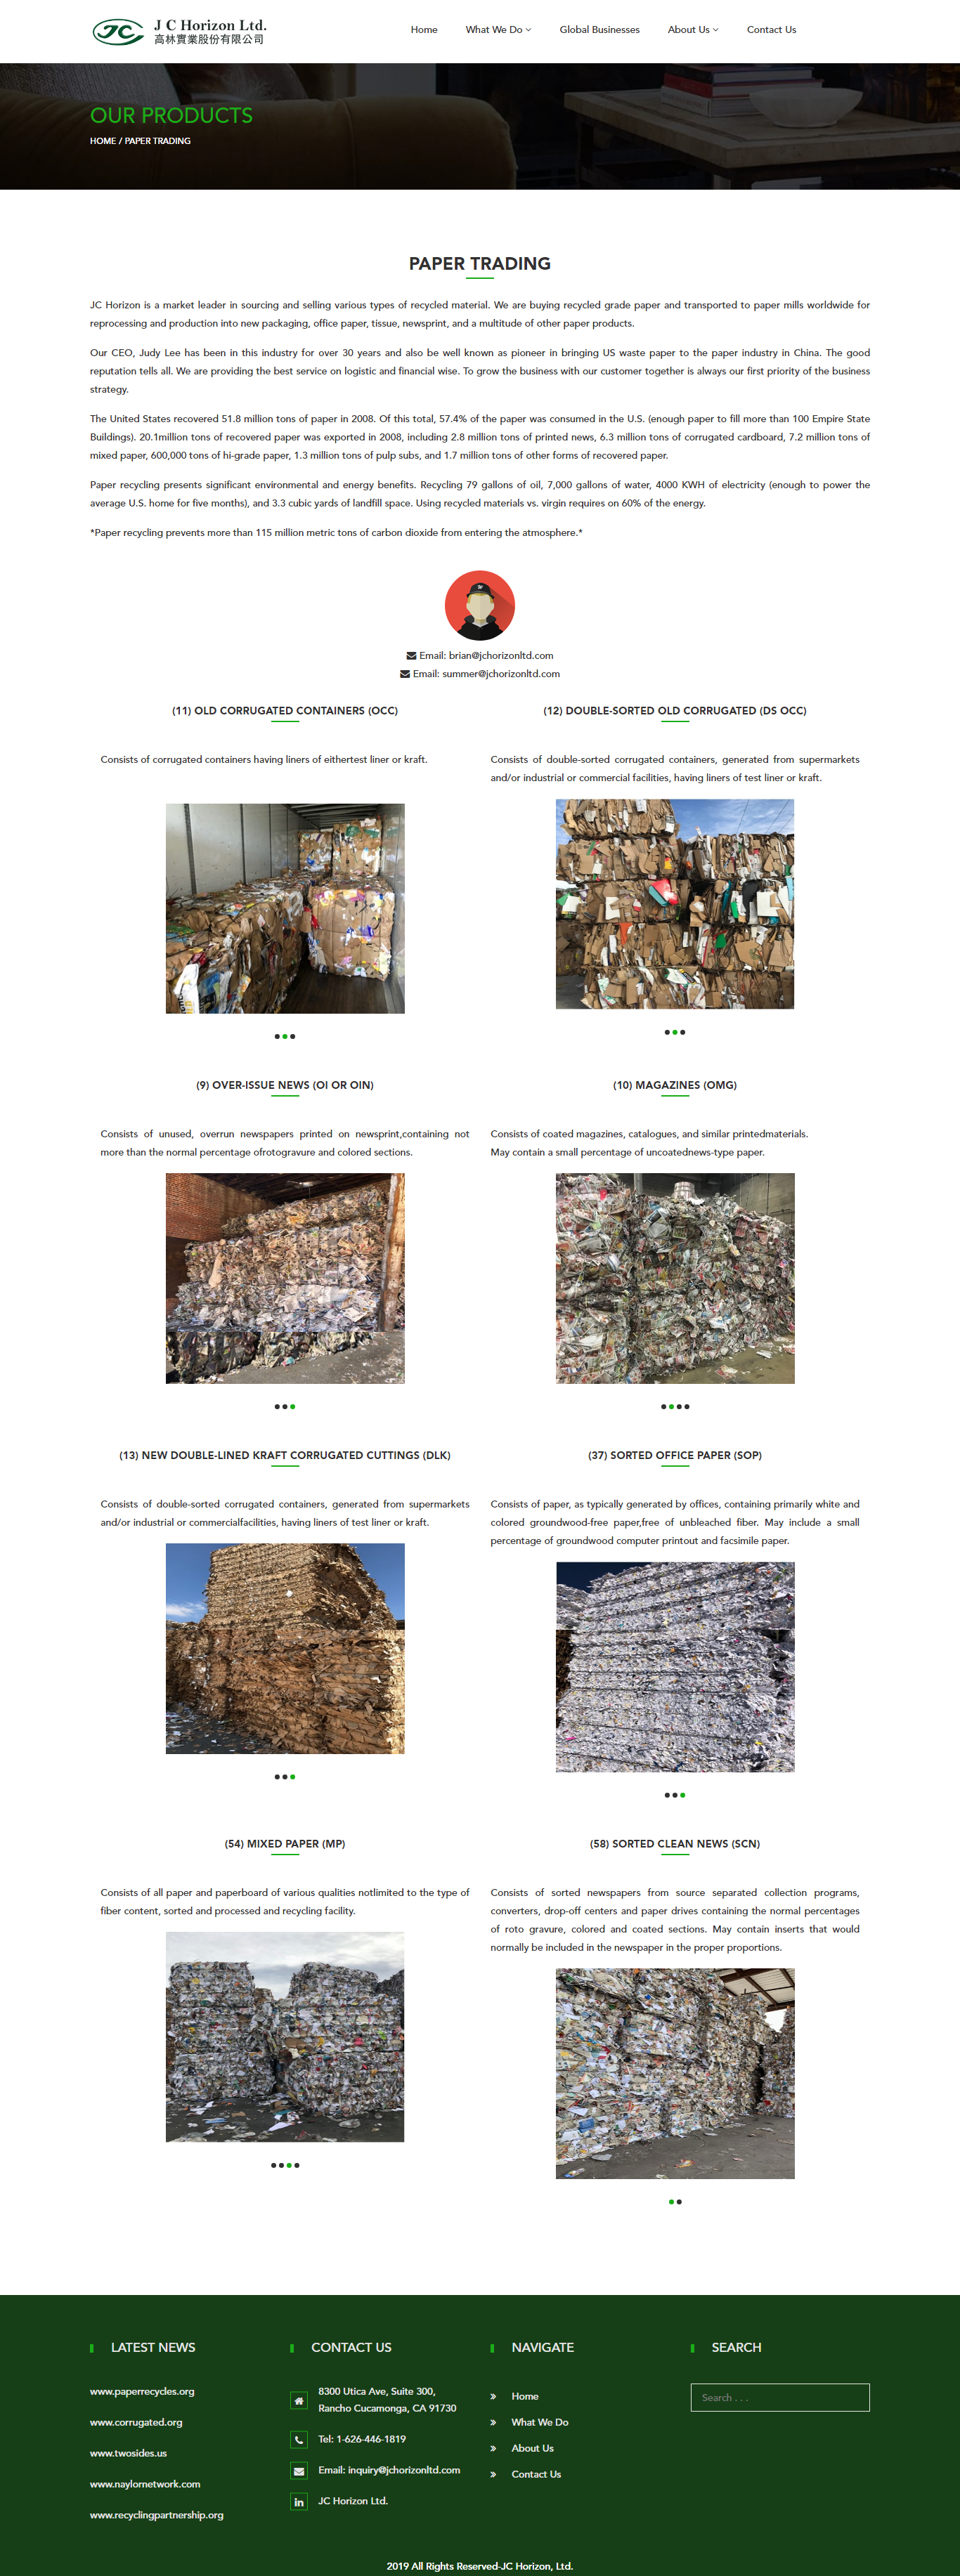 J C Horizon Ltd.
高林實業股份有限公司
Home
What We Do
Global Businesses
About Us
Contact Us
OUR PRODUCTS
HOME / PAPER TRADING
PAPER TRADING
JC Horizon is a market leader in sourcing and selling various types of recycled material. We are buying recycled grade paper and transported to paper mills worldwide for
reprocessing and production into new packaging, office paper, tissue, newsprint, and a multitude of other paper products.
Our CEO, Judy Lee has been in this industry for over 30 years and also be well known as pioneer in bringing US waste paper to the paper industry in China. The good
reputation tells all. We are providing the best service on logistic and financial wise. To grow the business with our customer together is always our first priority of the business
strategy.
The United States recovered 51.8 million tons of paper in 2008. Of this total, 57.4% of the paper was consumed in the U.S. (enough paper to fill more than 100 Empire State
Buildings). 20.1million tons of recovered paper was exported in 2008, including 2.8 million tons of printed news, 6.3 million tons of corrugated cardboard, 7.2 million tons of
mixed paper, 600,000 tons of hi-grade paper, 1.3 million tons of pulp subs, and 1.7 million tons of other forms of recovered paper.
Paper recycling presents significant environmental and energy benefits. Recycling 79 gallons of oil, 7,000 gallons of water, 4000 KWH of electricity (enough to power the
average U.S. home for five months), and 3.3 cubic yards of landfill space. Using recycled materials vs. virgin requires on 60% of the energy.
*Paper recycling prevents more than 115 million metric tons of carbon dioxide from entering the atmosphere.*
Email: brian@jchorizonltd.com
Email: summer@jchorizonltd.com
(11) OLD CORRUGATED CONTAINERS (OCC)
Consists of corrugated containers having liners of eithertest liner or kraft.
(12) DOUBLE-SORTED OLD CORRUGATED (DS OCC)
Consists of double-sorted corrugated containers, generated from supermarkets
and/or industrial or commercial facilities, having liners of test liner or kraft.
(9) OVER-ISSUE NEWS (OI OR OIN)
Consists of unused, overrun newspapers printed on newsprint,containing not
more than the normal percentage ofrotogravure and colored sections.
(10) MAGAZINES (OMG)
Consists of coated magazines, catalogues, and similar printedmaterials.
May contain a small percentage of uncoatednews-type paper.
(13) NEW DOUBLE-LINED KRAFT CORRUGATED CUTTINGS (DLK)
Consists of double-sorted corrugated containers, generated from supermarkets
and/or industrial or commercialfacilities, having liners of test liner or kraft.
(37) SORTED OFFICE PAPER (SOP)
Consists of paper, as typically generated by offices, containing primarily white and
colored groundwood-free paper,free of unbleached fiber. May include a small
percentage of groundwood computer printout and facsimile paper.
(54) MIXED PAPER (MP)
Consists of all paper and paperboard of various qualities notlimited to the type of
fiber content, sorted and processed and recycling facility.
(58) SORTED CLEAN NEWS (SCN)
Consists of sorted newspapers from source separated collection programs,
converters, drop-off centers and paper drives containing the normal percentages
of roto gravure, colored and coated sections. May contain inserts that would
normally be included in the newspaper in the proper proportions.
LATEST NEWS
www.paperrecycles.org
www.corrugated.org
www.twosides.us
www.naylornetwork.com
www.recyclingpartnership.org
CONTACT US
8300 Utica Ave, Suite 300,
Rancho Cucamonga, CA 91730
Tel: 1-626-446-1819
Email: inquiry@jchorizonltd.com
JC Horizon Ltd.
NAVIGATE
Home
What We Do
About Us
Contact Us
SEARCH
Search . . .
2019 All Rights Reserved-JC Horizon, Ltd.